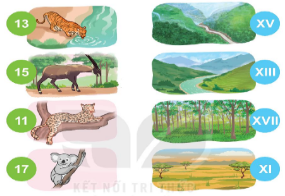 13 XV
15 XIII
11 XVII
17 XI
KẾT NỐI TRI THỨC